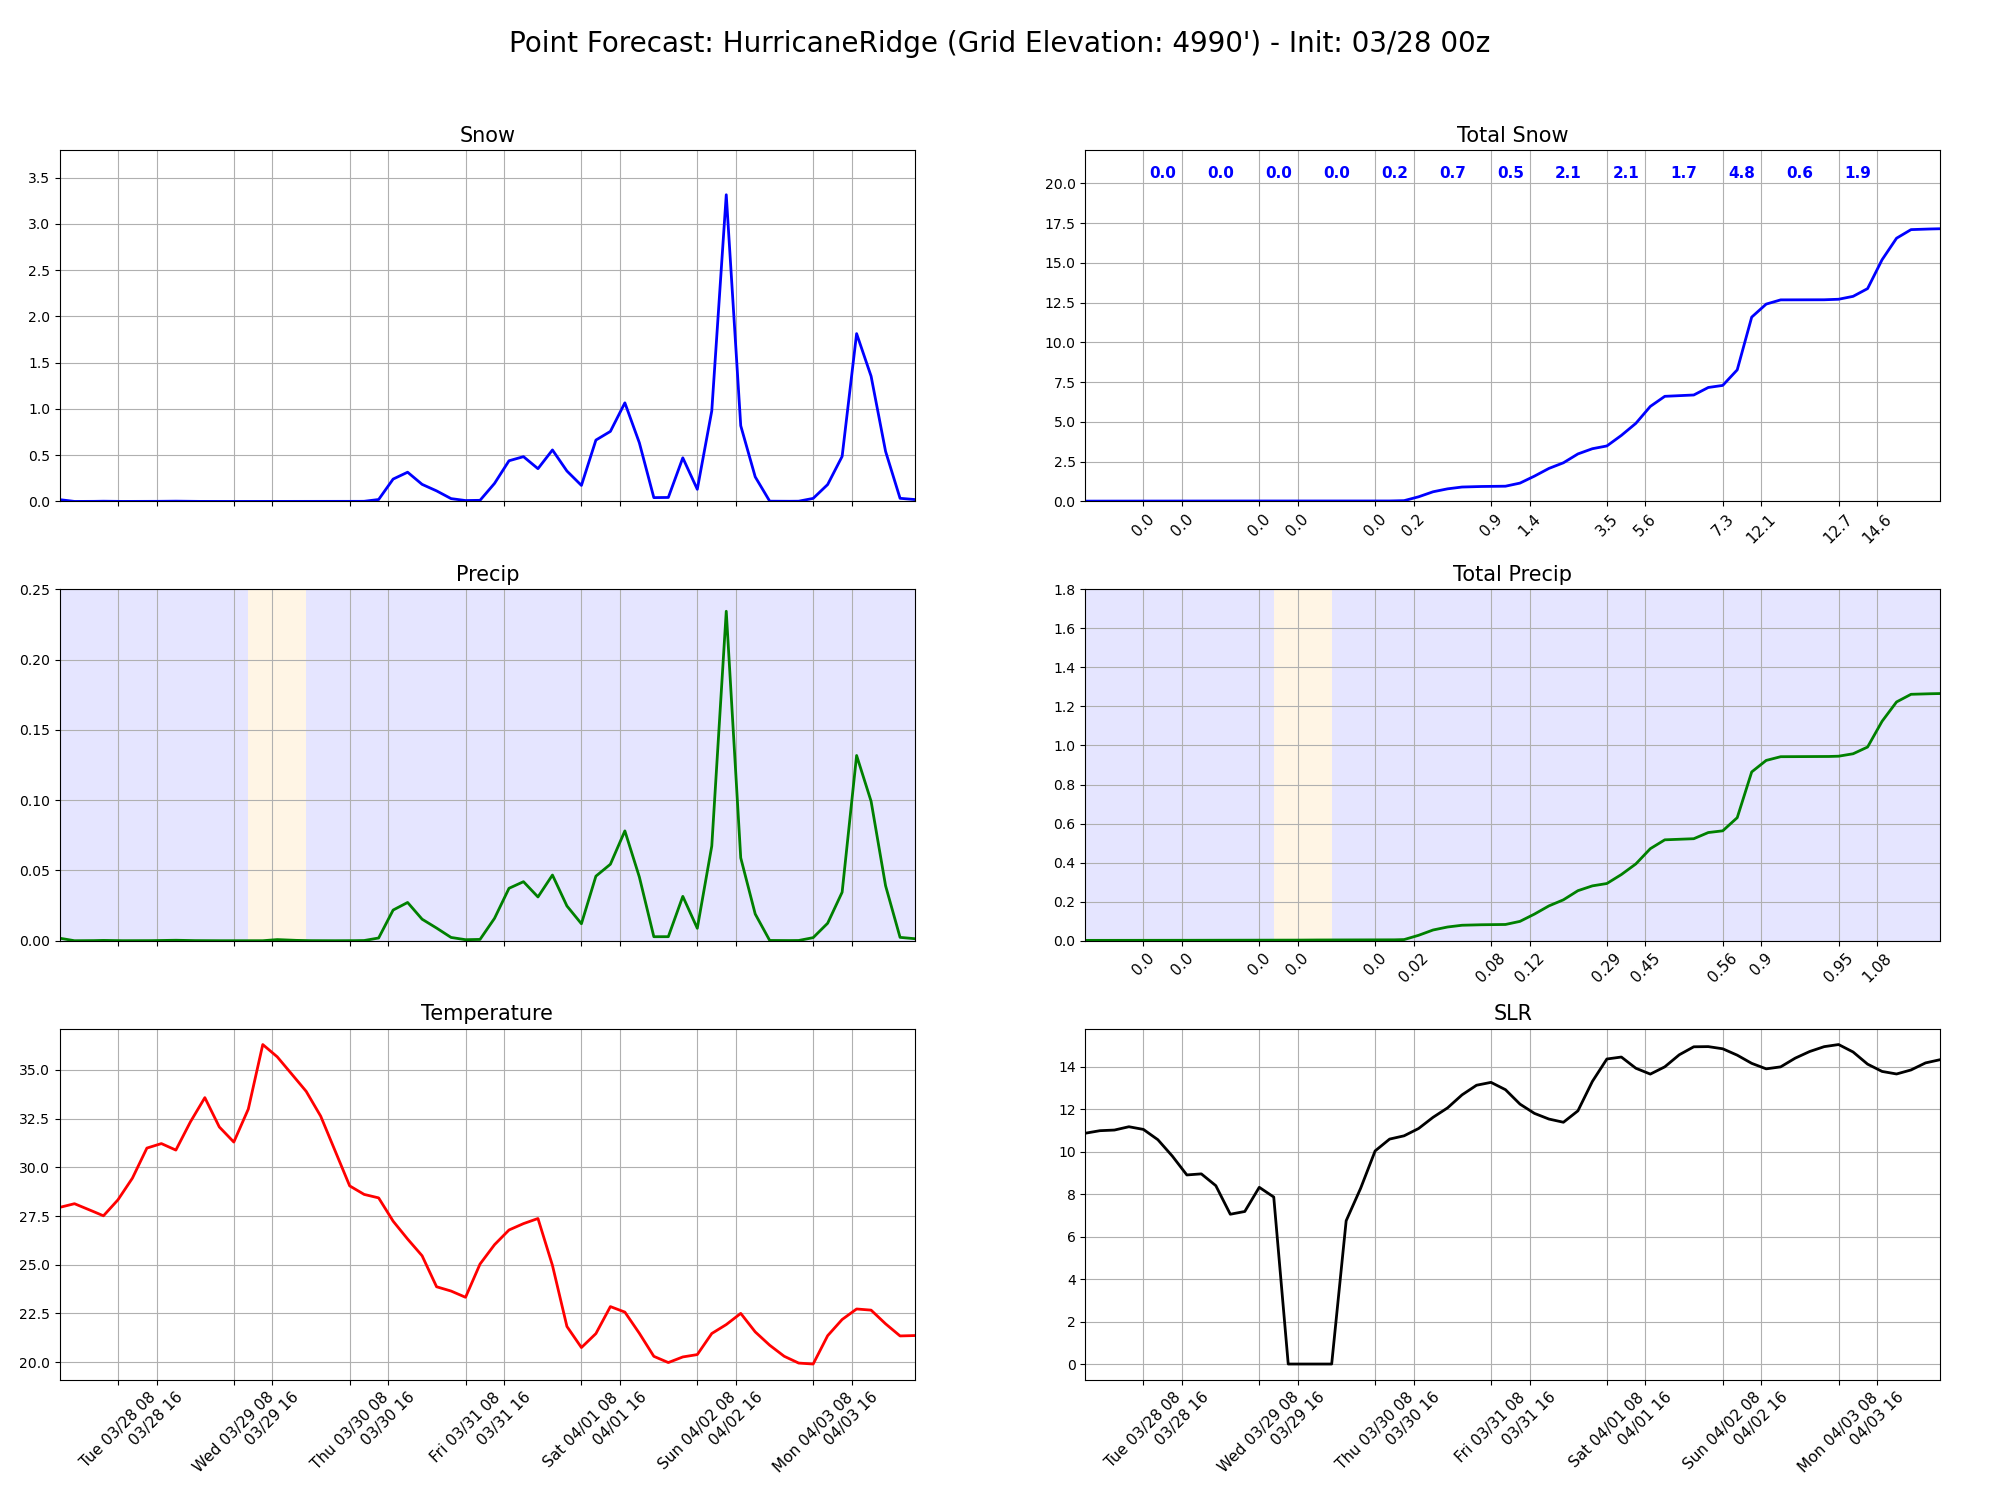 Point Forecast: HurricaneRidge (Grid Elevation: 4990') - Init: 03/28 00z
Snow
3.5
3.0
2.5
2.0
1.5
1.0
0.5
0.0
Total Snow
0.0 0.0 0.0 0.0 0.2 0.7 0.5 2.1 2.1 1.7 4.8 0.6 1.9
20.0
17.5
15.0
12.5
10.0
7.5
5.0
2.5
0.0
0.0 0.0 0.0 0.0 0.0 0.2 0.9 1.4 3.5 5.6 7.3 12.1 12.7 14.6
Precip
0.25
0.20
0.15
0.10
0.05
0.00
Total Precip
1.8
1.6
1.4
1.2
1.0
0.8
0.6
0.4
0.2
0.0
0.0 0.0 0.0 0.0 0.0 0.02 0.08 0.12 0.29 0.45 0.56 0.9 0.95 1.08
Temperature
35.0
32.5
30.0
27.5
25.0
22.5
20.0
Tue 03/28 08
03/28 16
Wed 03/29 08
03/29 16
Thu 03/30 08
03/30 16
Fri 03/31 08
03/31 16
Sat 04/01 08
04/01 16
Sun 04/02 08
04/02 16
Mon 04/03 08
04/03 16
SLR
14
12
10
8
6
4
2
0
Tue 03/28 08
03/28 16
Wed 03/29 08
03/29 16
Thu 03/30 08
03/30 16
Fri 03/31 08
03/31 16
Sat 04/01 08
04/01 16
Sun 04/02 08
04/02 16
Mon 04/03 08
04/03 16